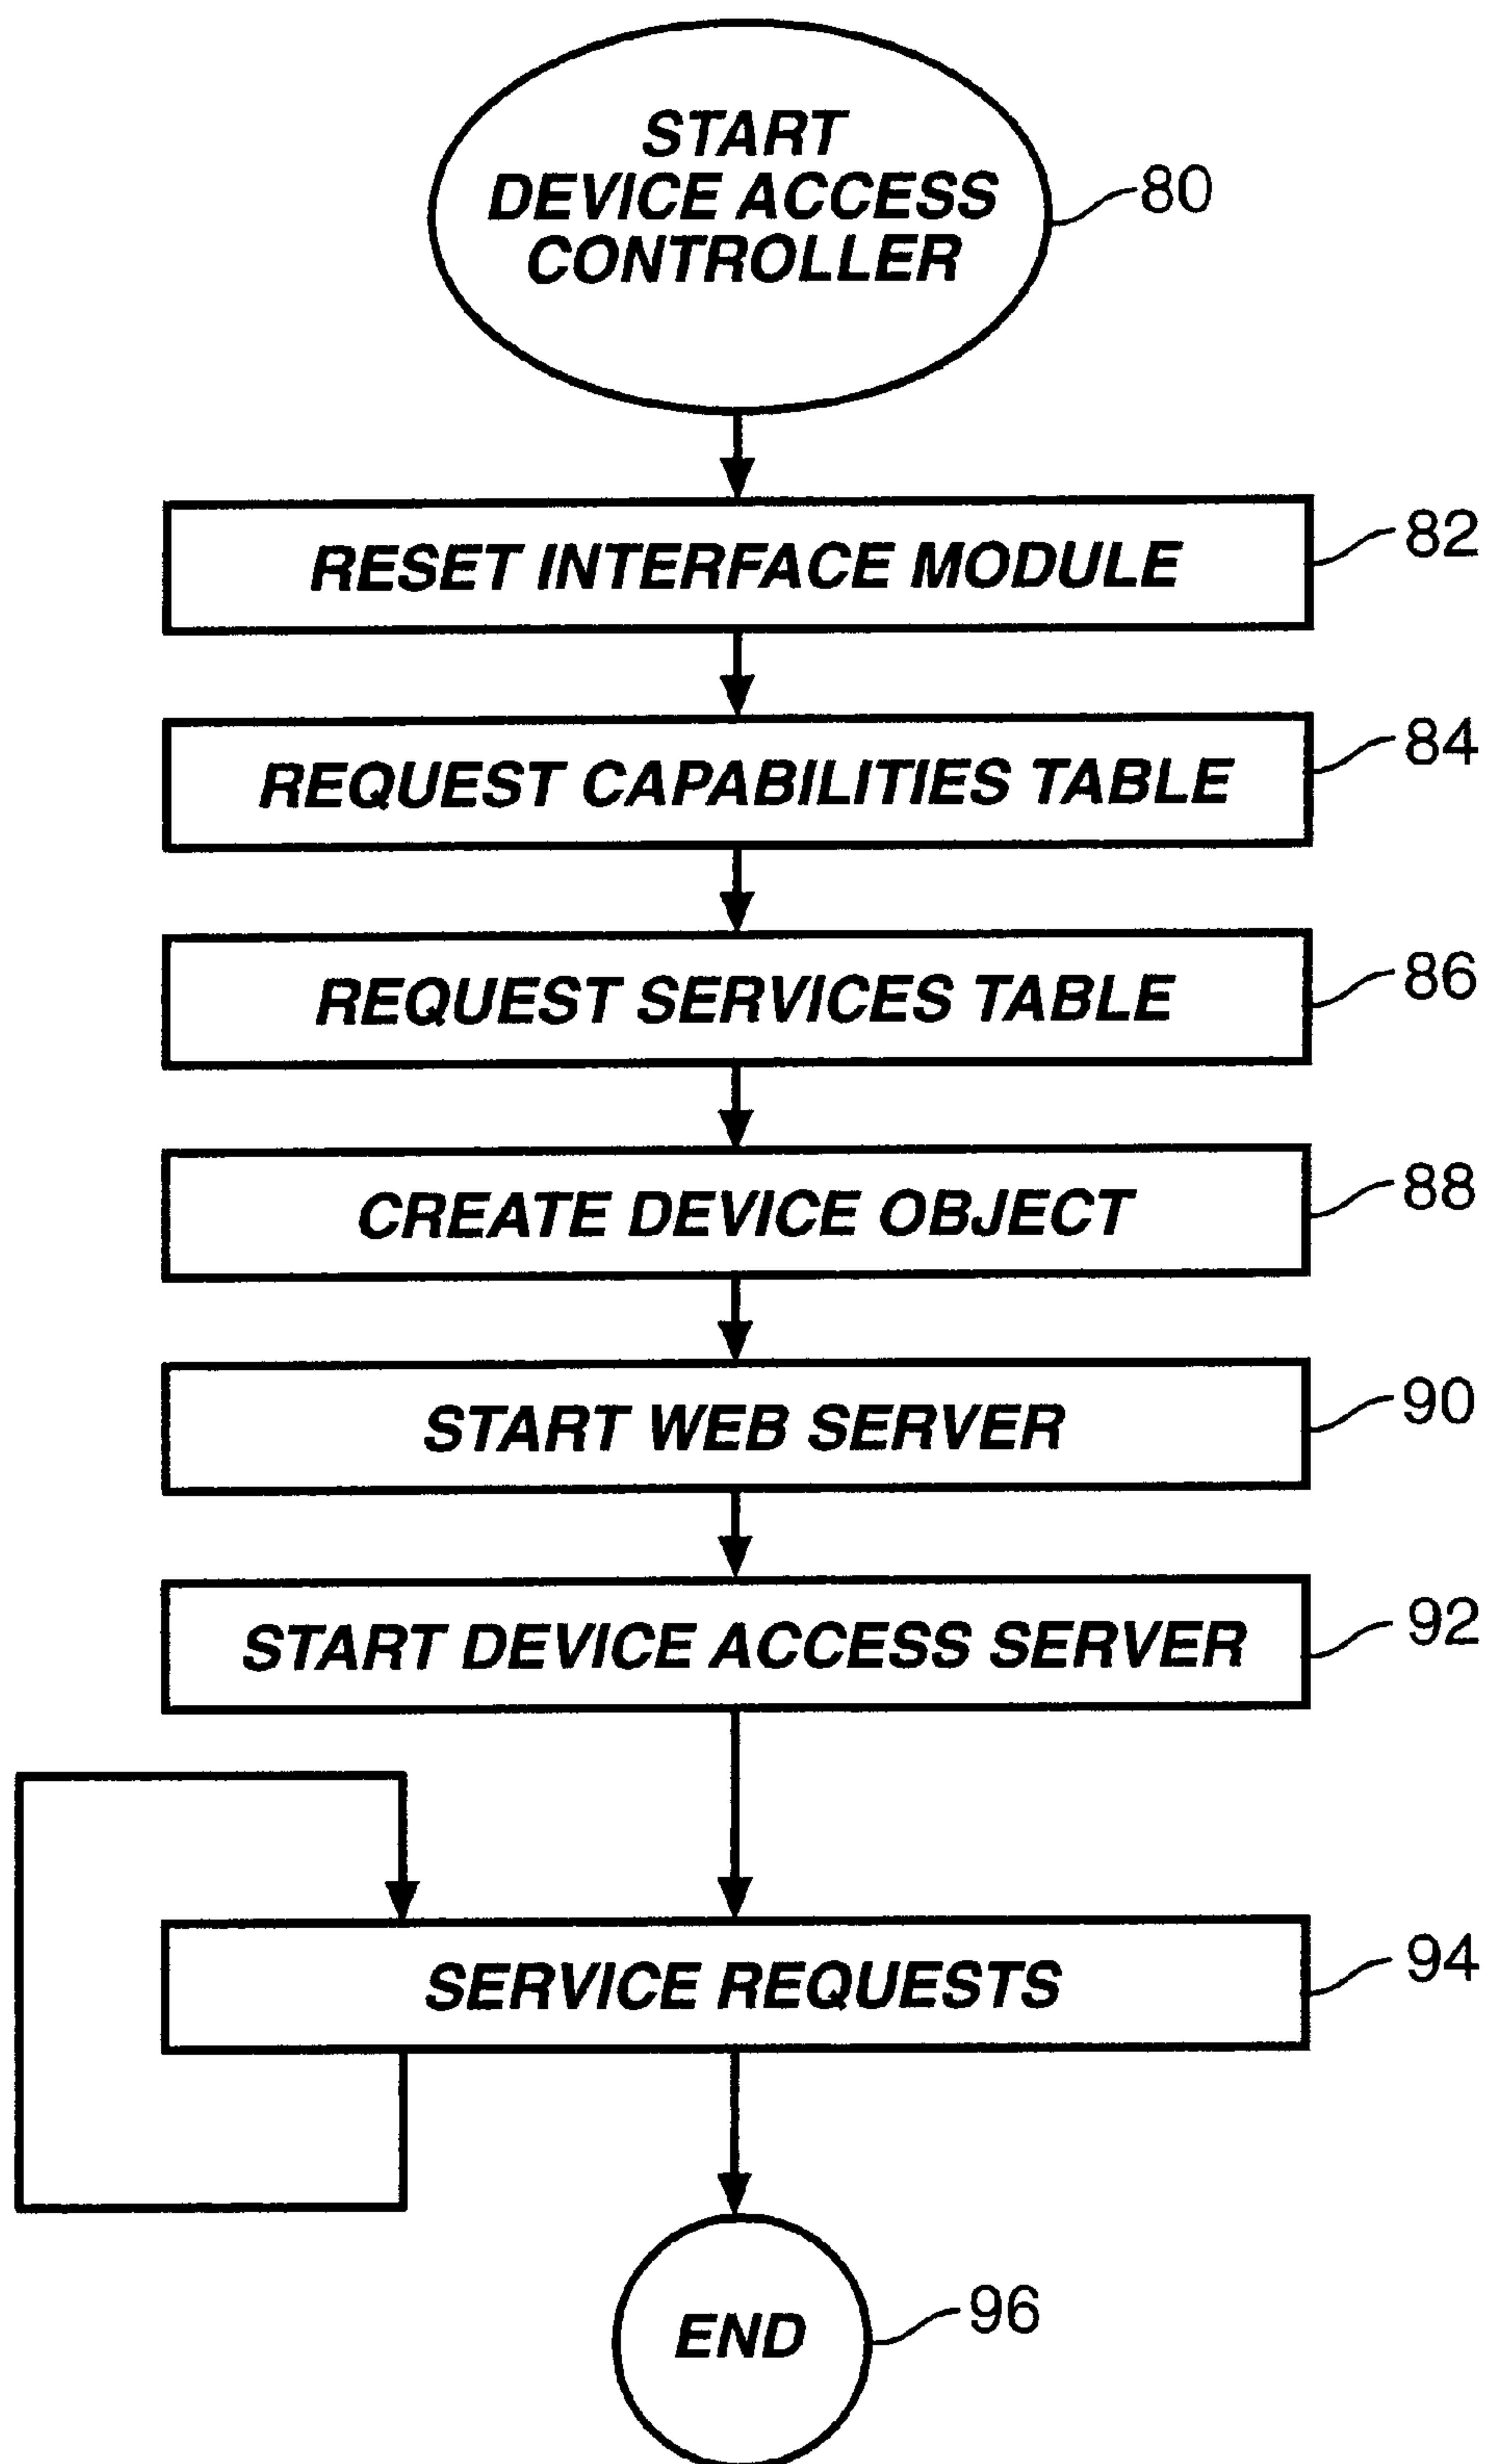 START
DEVICE ACCESS
CONTROLLER
80
RESET INTERFACE MODULE
82
REQUEST CAPABILITIES TABLE
84
REQUEST SERVICES TABLE
86
CREATE DEVICE OBJECT
88
START WEB SERVER
90
START DEVICE ACCESS SERVER
92
SERVICE REQUESTS
94
END
96